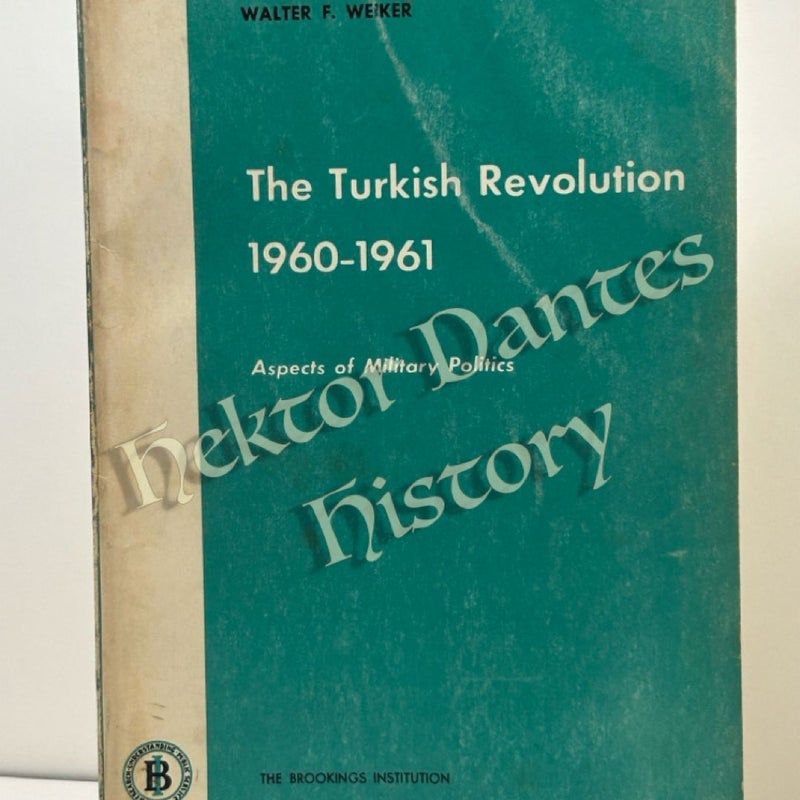 WALTER F. WEIKER
The Turkish Revolution
1960-1961
Aspects of Military Politics
Hektor Dantes
History
THE BROOKINGS INSTITUTION
B